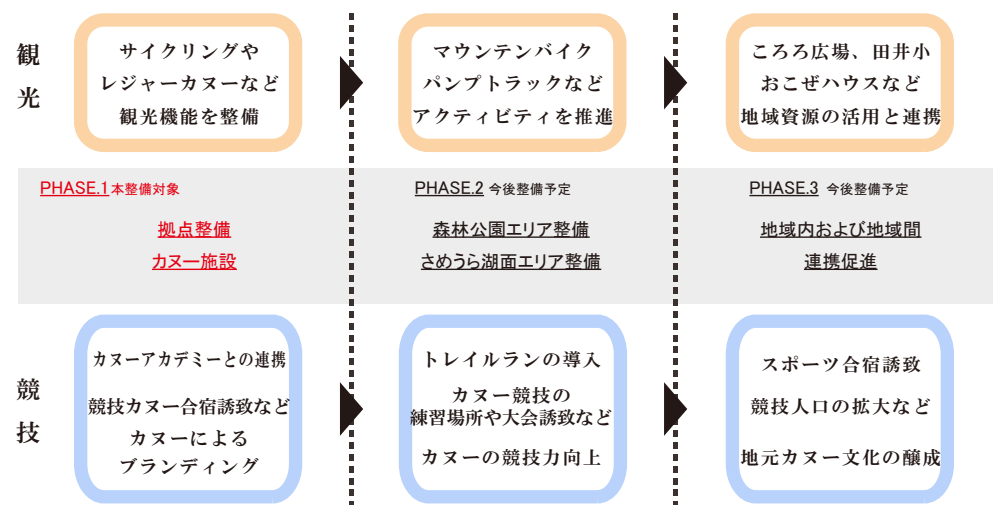 観光
サイクリングや
レジャーカヌーなど
観光機能を整備
マウンテンバイク
パンプトラックなど
アクティビティを推進
ころろ広場、田井小
おこぜハウスなど
地域資源の活用と連携
PHASE.1 本整備対象
拠点整備
カヌー施設
PHASE.2 今後整備予定
森林公園エリア整備
さめうら湖面エリア整備
PHASE.3 今後整備予定
地域内および地域間
連携促進
競技
カヌーアカデミーとの連携
競技カヌー合宿誘致など
カヌーによる
ブランディング
トレイルランの導入
カヌー競技の
練習場所や大会誘致など
カヌーの競技力向上
スポーツ合宿誘致
競技人口の拡大など
地元カヌー文化の醸成